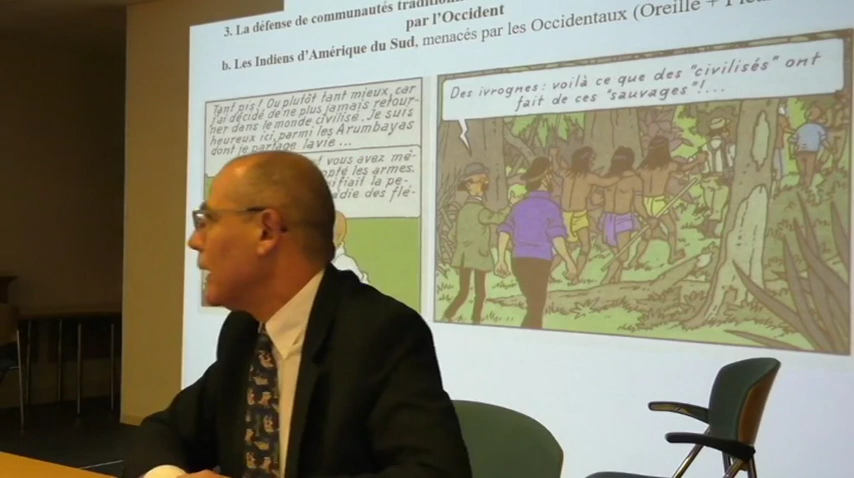 3. La défense de communautés
par l'Occident
b. Les Indiens d'Amérique du Sud, menacés par les Occidentaux (Oreille +
Tant pis! Ou plutôt tant mieux, car
j'ai décidé de ne plus jamais retour-
ner dans le monde civilisé. Je suis
heureux ici, parmi les Arumbayas
dont je partage la vie...
vous avez mé-
les armes.
la pe-
des flé-
Des ivrognes: voilà ce que des "civilisés" ont
fait de ces "sauvages"!...